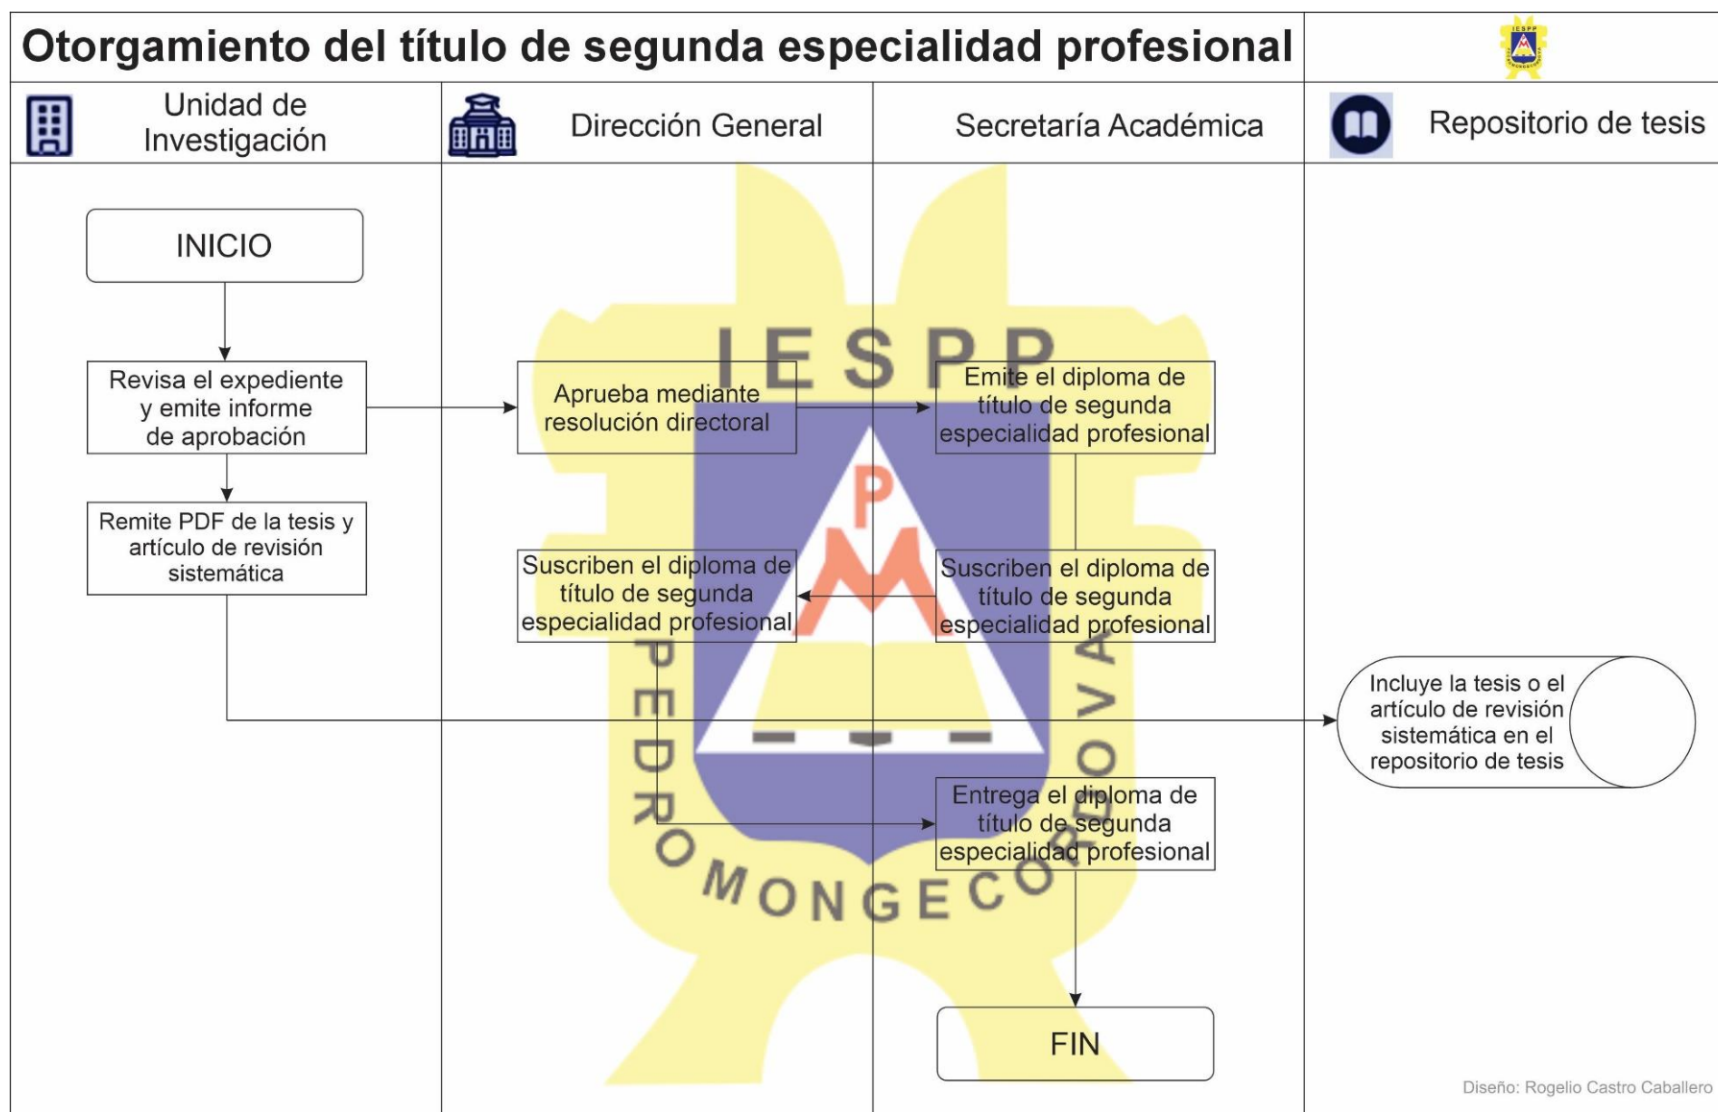 Otorgamiento del título de segunda especialidad profesional
IESPP
Unidad de
Investigación
Dirección General
Secretaría Académica
Repositorio de tesis
INICIO
IESPP
Revisa el expediente
y emite informe
de aprobación
Aprueba mediante
resolución directoral
Emite el diploma de
título de segunda
especialidad profesional
P
M
Remite PDF de la tesis y
artículo de revisión
sistemática
Suscriben el diploma de
título de segunda
especialidad profesional
Suscriben el diploma de
título de segunda
especialidad profesional
Incluye la tesis o el
artículo de revisión
sistemática en el
repositorio de tesis
Entrega el diploma de
título de segunda
especialidad profesional
PEDRO MONGE CORDOVA
FIN
Diseño: Rogelio Castro Caballero